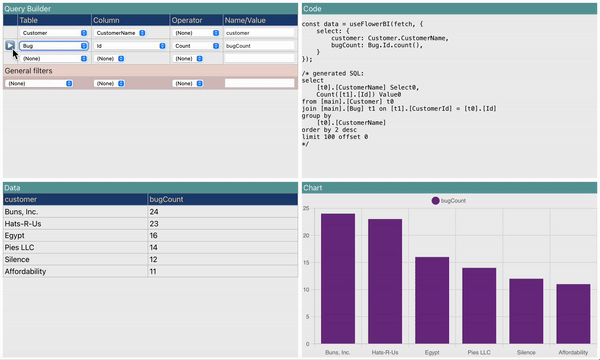 Query Builder
Table Column Operator Name/Value
Customer CustomerName (None) customer
Bug Id Count bugCount
(None) (None) (None)
General filters
(None) (None) (None)
Code
const data = useFlowerBI(fetch, {
select: {
customer: Customer.CustomerName,
bugCount: Bug.Id.count(),
}
});
/* generated SQL:
select
[t0].[CustomerName] Select0,
Count([t1].[Id]) Value0
from [main].[Customer] t0
join [main].[Bug] t1 on [t1].[CustomerId] = [t0].[Id]
group by
[t0].[CustomerName]
order by 2 desc
limit 100 offset 0
*/
Data
customer bugCount
Buns, Inc. 24
Hats-R-Us 23
Egypt 16
Pies LLC 14
Silence 12
Affordability 11
Chart
bugCount
25
20
15
10
5
0
Buns, Inc. Hats-R-Us Egypt Pies LLC Silence Affordability